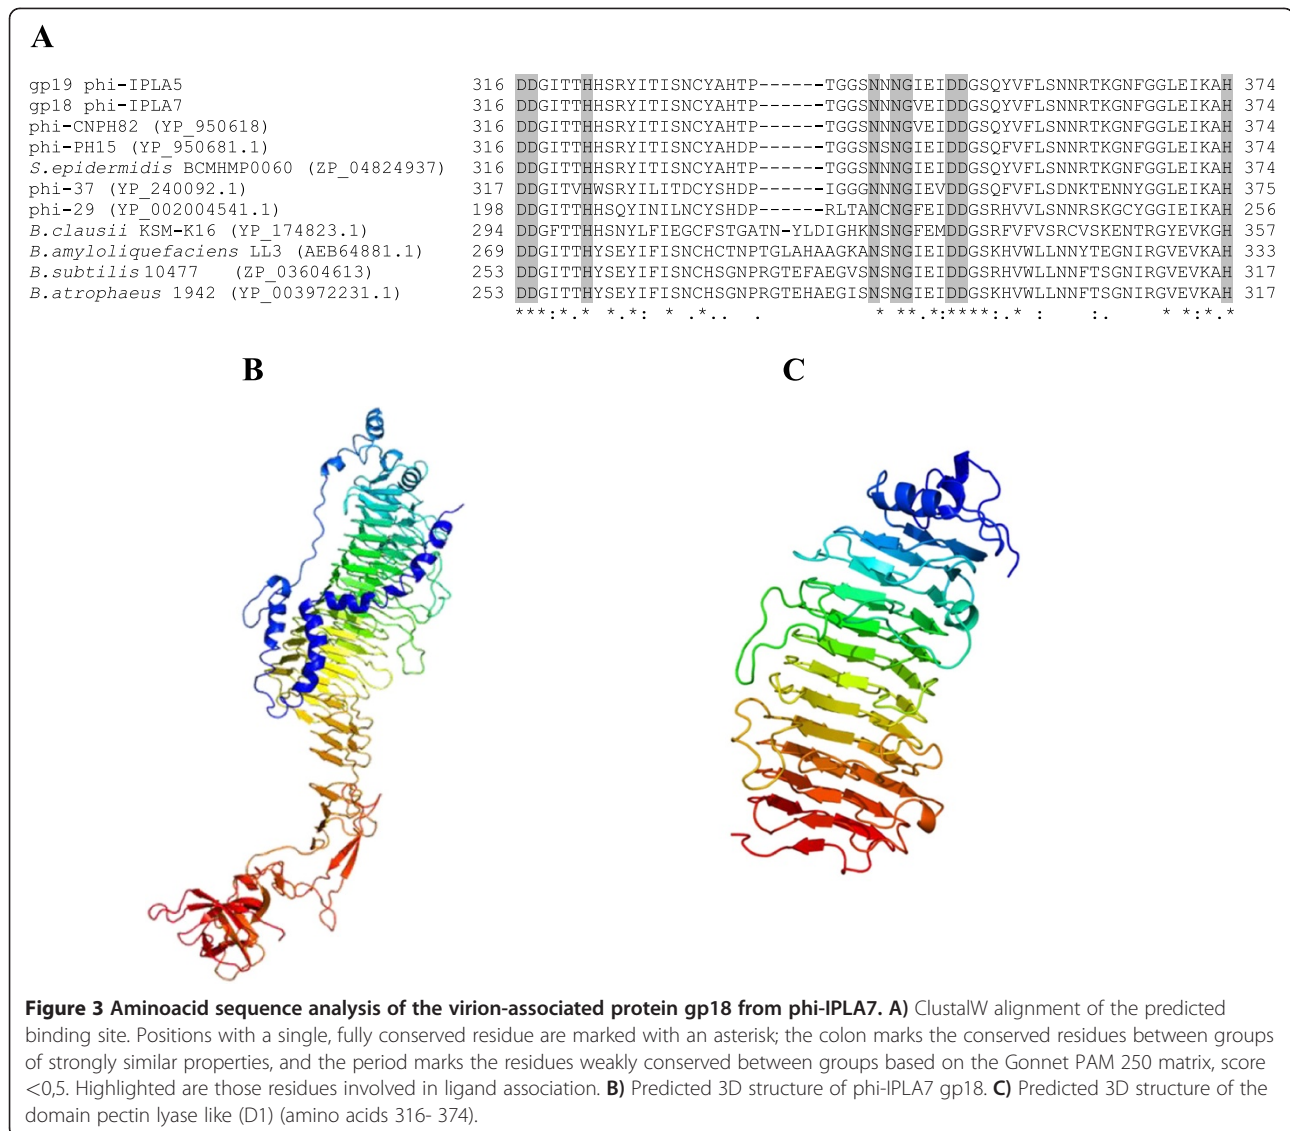 A
gp19 phi-IPLA5 316 DDGITTHHSRYITISNCYAHTP------TGGSNNNGIEIDDGSQYVFLSNNRTKGNFGGLEIKAH 374
gp18 phi-IPLA7 316 DDGITTHHSRYITISNCYAHTP------TGGSNNNGVEIDDGSQYVFLSNNRTKGNFGGLEIKAH 374
phi-CNPH82 (YP_950618) 316 DDGITTHHSRYITISNCYAHTP------TGGSNNNGVEIDDGSQYVFLSNNRTKGNFGGLEIKAH 374
phi-PH15 (YP_950681.1) 316 DDGITTHHSRYITISNCYAHDP------TGGSNNNGVEIDDGSQFVFLSNNRTKGNFGGLEIKAH 374
S.epidermidis BCMHMP0060 (ZP_04824937) 316 DDGITTHHSRYITISNCYAHTP------TGGSNNNGVEIDDGSQYVFLSNNRTKGNFGGLEIKAH 374
phi-37 (YP_240092.1) 317 DDGITVHWSRYILITDCYSHDP------IGGGNNNGIEVDDGSQFVFLSDNKTENNYGGLEIKAH 375
phi-29 (YP_002004541.1) 198 DDGITTHHSQYINILNCYSHDP------RLTANCNGFEIDDGSRHVVLSNNRSKGCYGGIEIKAH 256
B.clausii KSM-K16 (YP_174823.1) 294 DDGFTTHHSNYLFIEGCFSTGATN-YLDIGHKNSNGFEMDDGSRFVFVSRCVSKENTRGYEVKGH 357
B.amyloliquefaciens LL3 (AEB64881.1) 269 DDGITTHYSEYIFISNCHCTNPTGLAHAAGKANSNGIEIDDGSRHVMLLNNYTEGNIRGVEVKAH 333
B.subtilis 10477 (ZP_03604613) 253 DDGITTHYSEYIFISNCHSGNPRGTEFAEGVSNSNGIEIDDGSRHVWLLNNFTSGNIRGVEVKAH 317
B.atrophaeus 1942 (YP_003972231.1) 253 DDGITTHYSEYIFISNCHSGNPRGTEHAEGISNSNGIEIDDGSKHVWLLNNFTSGNIRGVEVKAH 317
***:*.* *.*: * .*.. . * **.*:****:.* : :. * *:*.*
B C
Figure 3 Aminoacid sequence analysis of the virion-associated protein gp18 from phi-IPLA7. A) ClustalW alignment of the predicted
binding site. Positions with a single, fully conserved residue are marked with an asterisk; the colon marks the conserved residues between groups
of strongly similar properties, and the period marks the residues weakly conserved between groups based on the Gonnet PAM 250 matrix, score
<0,5. Highlighted are those residues involved in ligand association. B) Predicted 3D structure of phi-IPLA7 gp18. C) Predicted 3D structure of the
domain pectin lyase like (D1) (amino acids 316- 374).